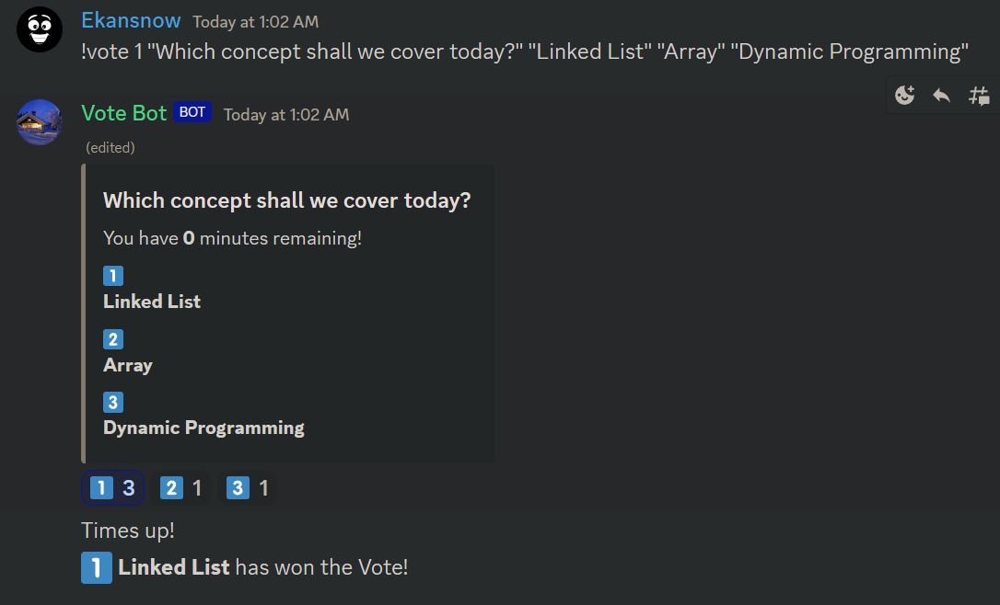 Ekansnow Today at 1:02 AM
!vote 1 "Which concept shall we cover today?" "Linked List" "Array" "Dynamic Programming"
Vote Bot BOT Today at 1:02 AM
(edited)
Which concept shall we cover today?
You have 0 minutes remaining!
1
Linked List
2
Array
3
Dynamic Programming
1 3 2 1 3 1
Times up!
1 Linked List has won the Vote!